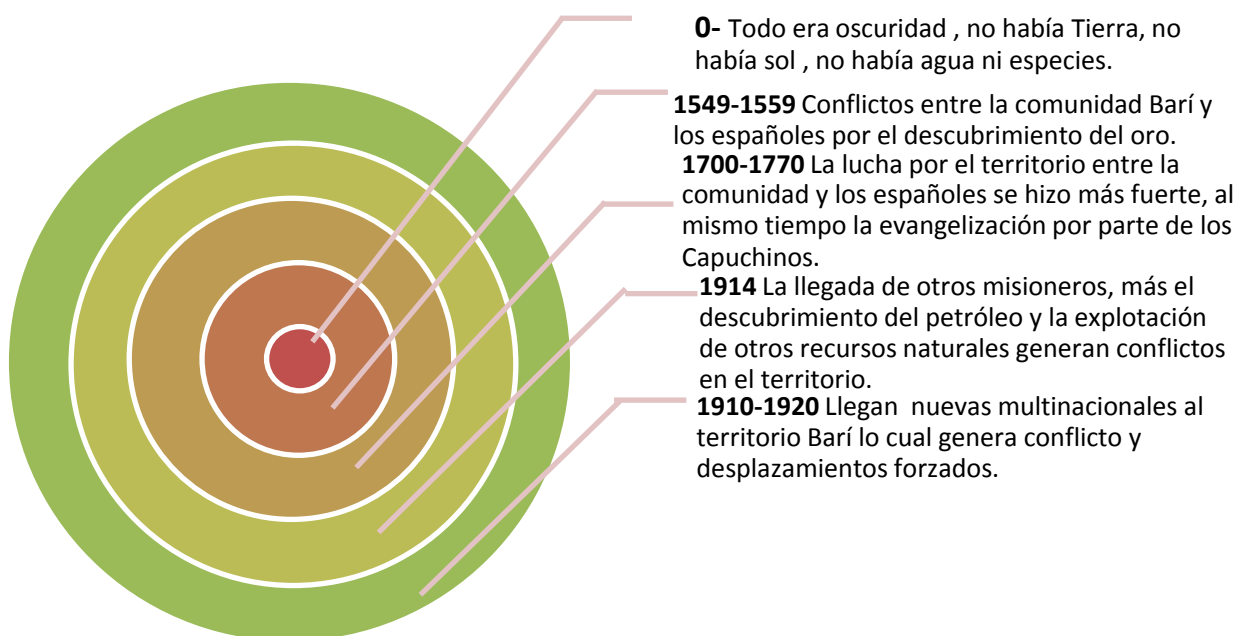 0- Todo era oscuridad , no había Tierra, no
había sol , no había agua ni especies.
1549-1559 Conflictos entre la comunidad Barí y
los españoles por el descubrimiento del oro.
1700-1770 La lucha por el territorio entre la
comunidad y los españoles se hizo más fuerte, al
mismo tiempo la evangelización por parte de los
Capuchinos.
1914 La llegada de otros misioneros, más el
descubrimiento del petróleo y la explotación
de otros recursos naturales generan conflictos
en el territorio.
1910-1920 Llegan  nuevas multinacionales al
territorio Barí lo cual genera conflicto y
desplazamientos forzados.